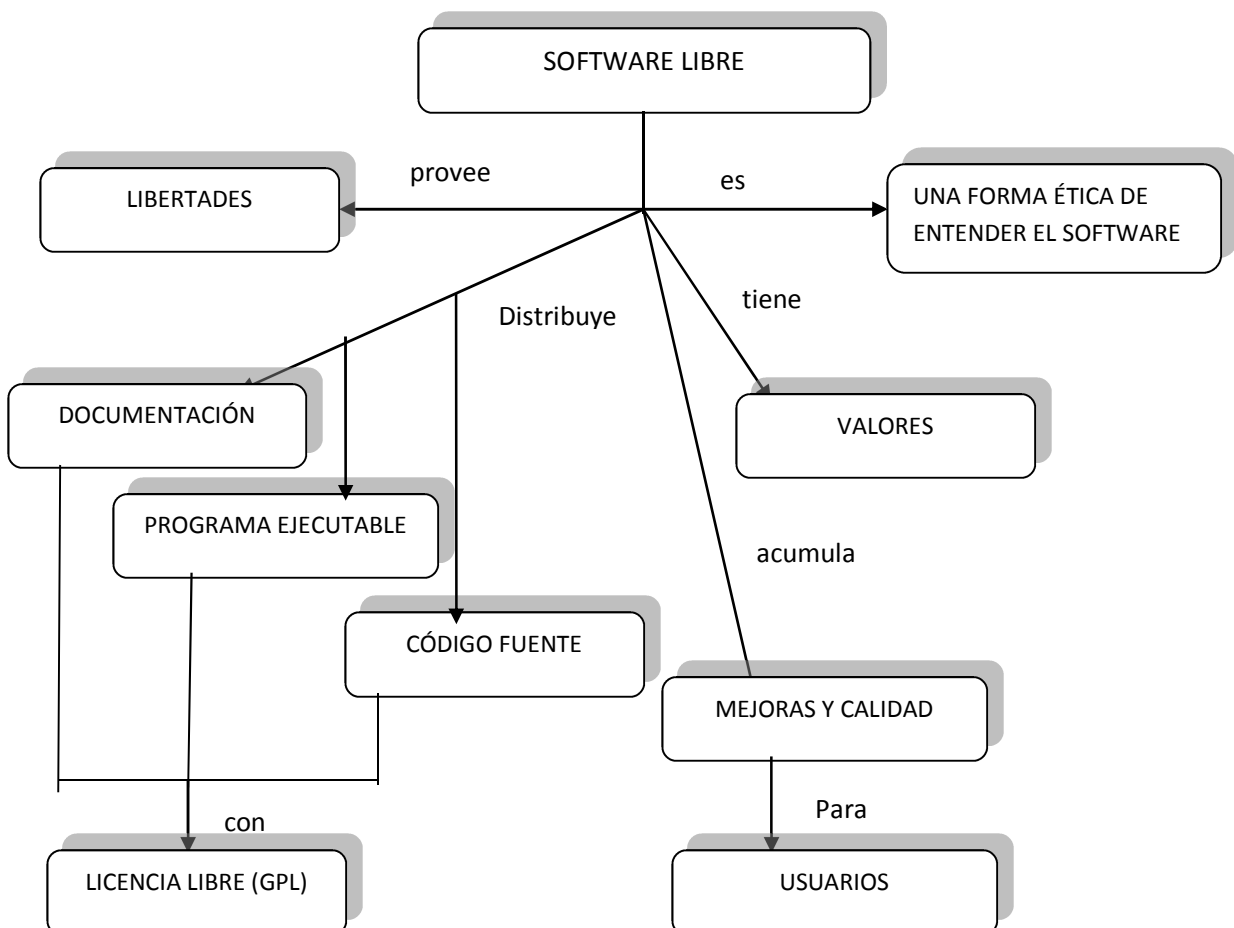 SOFTWARE LIBRE
provee
es
LIBERTADES
UNA FORMA ÉTICA DE
ENTENDER EL SOFTWARE
Distribuye
tiene
DOCUMENTACIÓN
VALORES
PROGRAMA EJECUTABLE
acumula
CÓDIGO FUENTE
MEJORAS Y CALIDAD
con
Para
LICENCIA LIBRE (GPL)
USUARIOS